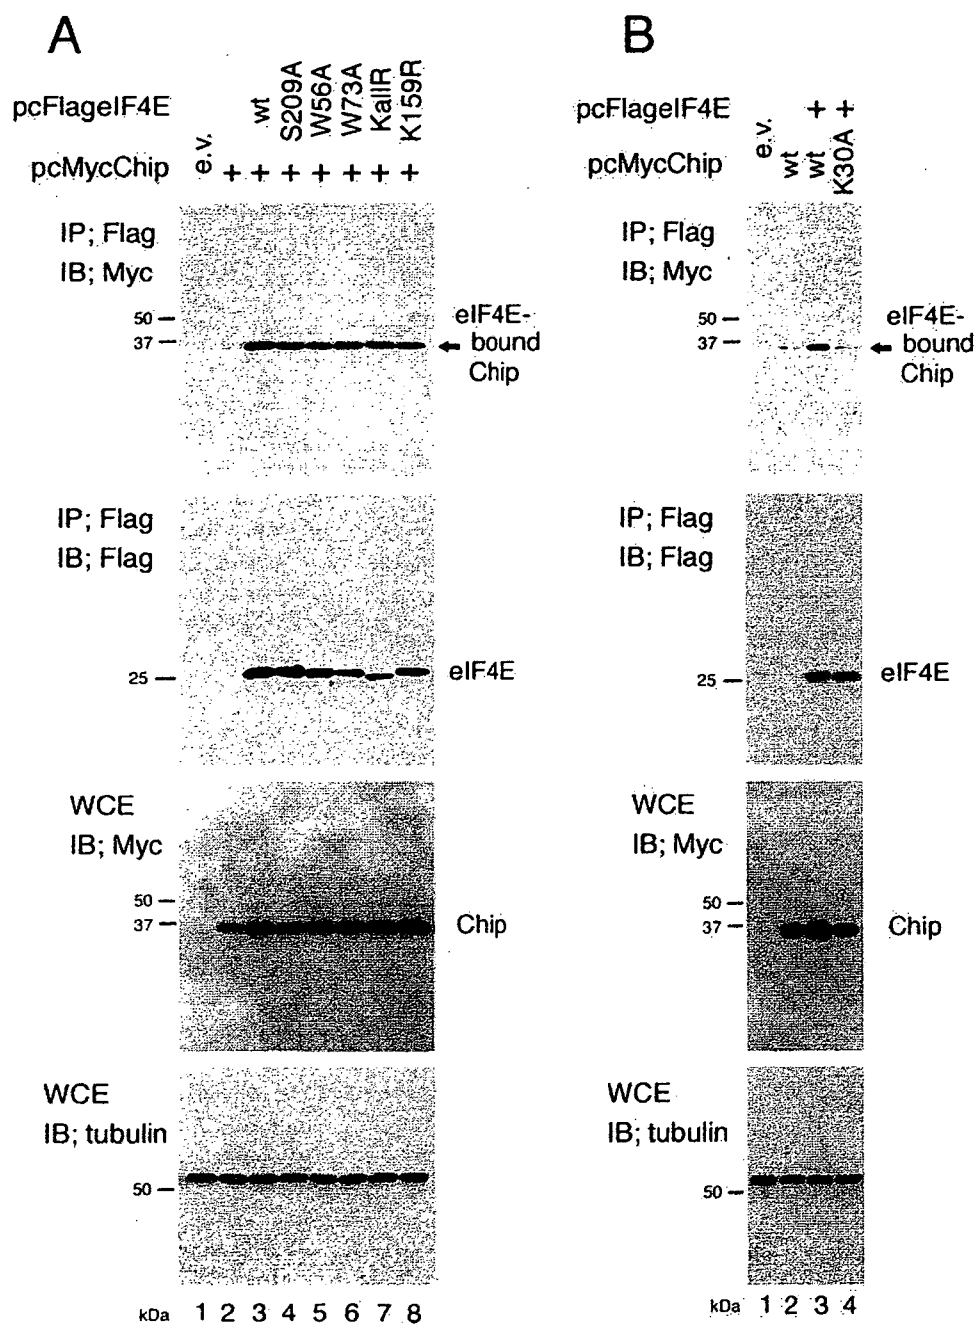 A
pcFlageIF4E
wt
S209A
W56A
W73A
KallR
K159R
pcMycChip
e.v.
+ + + + + + +
IP; Flag
IB; Myc
50
37
eIF4E-
bound
Chip
IP; Flag
IB; Flag
25
eIF4E
WCE
IB; Myc
50
37
Chip
WCE
IB; tubulin
50
kDa 1 2 3 4 5 6 7 8
B
pcFlageIF4E + +
pcMycChip
e.v.
wt
wt
K30A
IP; Flag
IB; Myc
50
37
eIF4E-
bound
Chip
IP; Flag
IB; Flag
25
eIF4E
WCE
IB; Myc
50
37
Chip
WCE
IB; tubulin
50
kDa 1 2 3 4